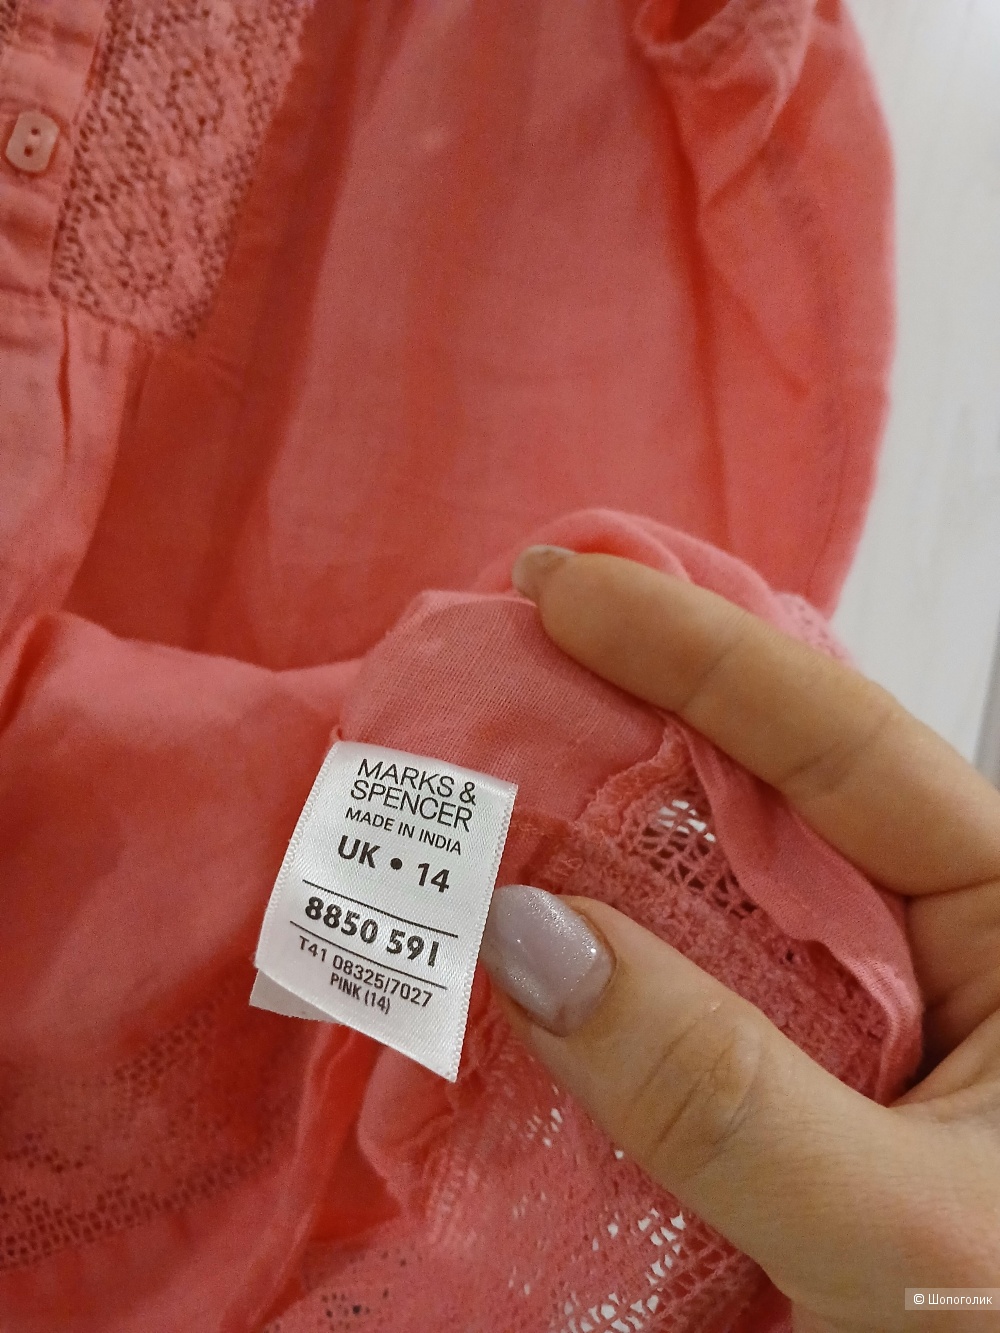 MARKS &
SPENCER
MADE IN INDIA
UK • 14
8850 591
T41 08325/7027
PINK (14)
© Шопоголик